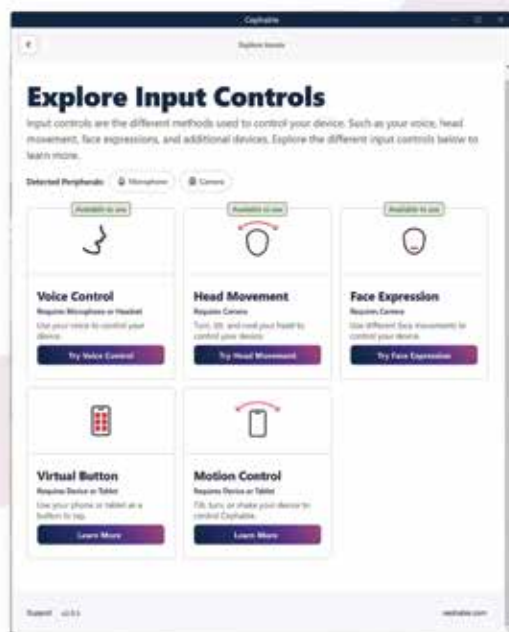 Cephable
Explore Inputs
Explore Input Controls
Input controls are the different methods used to control your device. Such as your voice, head
movement, face expressions, and additional devices. Explore the different input controls below to
learn more.
Detected Peripherals: Microphone Camera
Available to use Available to use Available to use
Voice Control
Requires Microphone or Headset
Use your voice to control your
device.
Try Voice Control
Head Movement
Requires Camera
Turn, tilt, and nod your head to
control your device.
Try Head Movement
Face Expression
Requires Camera
Use different face movements to
control your device.
Try Face Expression
Virtual Button
Requires Device or Tablet
Use your phone or tablet as a
button to tap.
Learn More
Motion Control
Requires Device or Tablet
Tilt, turn, or shake your device to
control Cephable.
Learn More
Support
cephable.com